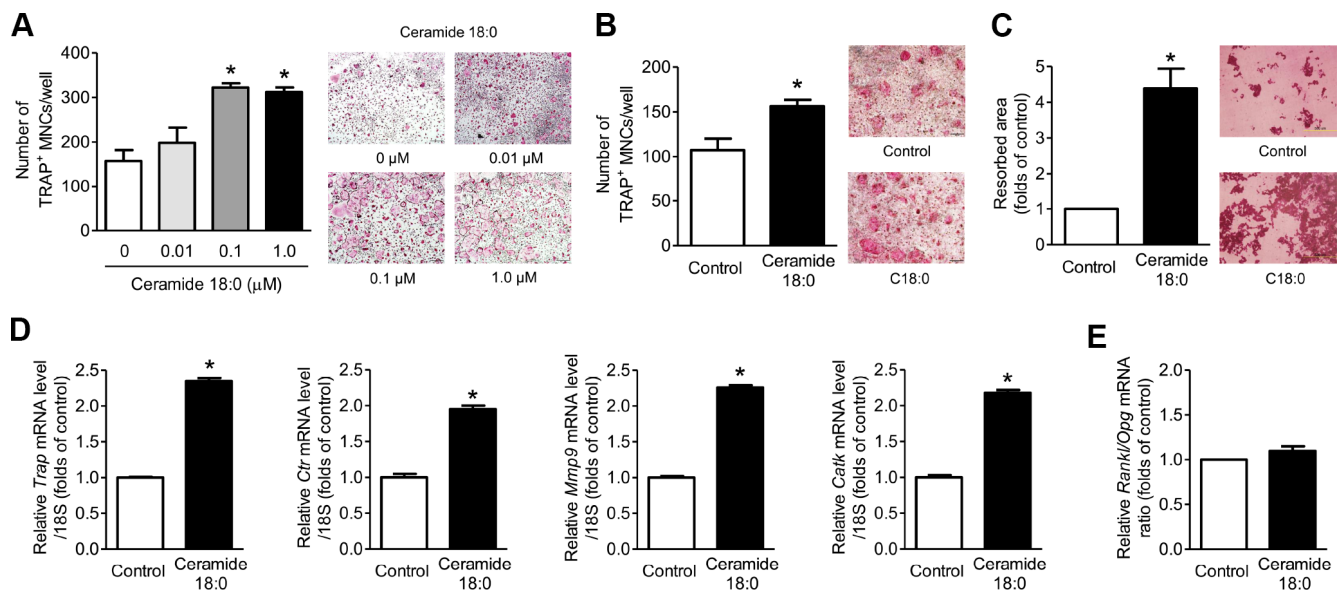 A
Number of
TRAP⁺ MNCs/well
400
300
200
100
0
0
0.01
0.1
1.0
*
*
Ceramide 18:0 (μM)
Ceramide 18:0
0 μM
0.01 μM
0.1 μM
1.0 μM
B
Number of
TRAP⁺ MNCs/well
200
150
100
50
0
*
Control
Ceramide
18:0
Control
C18:0
C
Resorbed area
(folds of control)
6
4
2
1
0
*
Control
Ceramide
18:0
Control
C18:0
D
Relative Trap mRNA level
/18S (folds of control)
2.5
2.0
1.5
1.0
0.5
0.0
*
Control
Ceramide
18:0
Relative Ctr mRNA level
/18S (folds of control)
2.5
2.0
1.5
1.0
0.5
0.0
*
Control
Ceramide
18:0
Relative Mmp9 mRNA level
/18S (folds of control)
2.5
2.0
1.5
1.0
0.5
0.0
*
Control
Ceramide
18:0
Relative Catk mRNA level
/18S (folds of control)
2.5
2.0
1.5
1.0
0.5
0.0
*
Control
Ceramide
18:0
E
Relative Rankl/Opg mRNA
ratio (folds of control)
2.0
1.5
1.0
0.5
0.0
Control
Ceramide
18:0